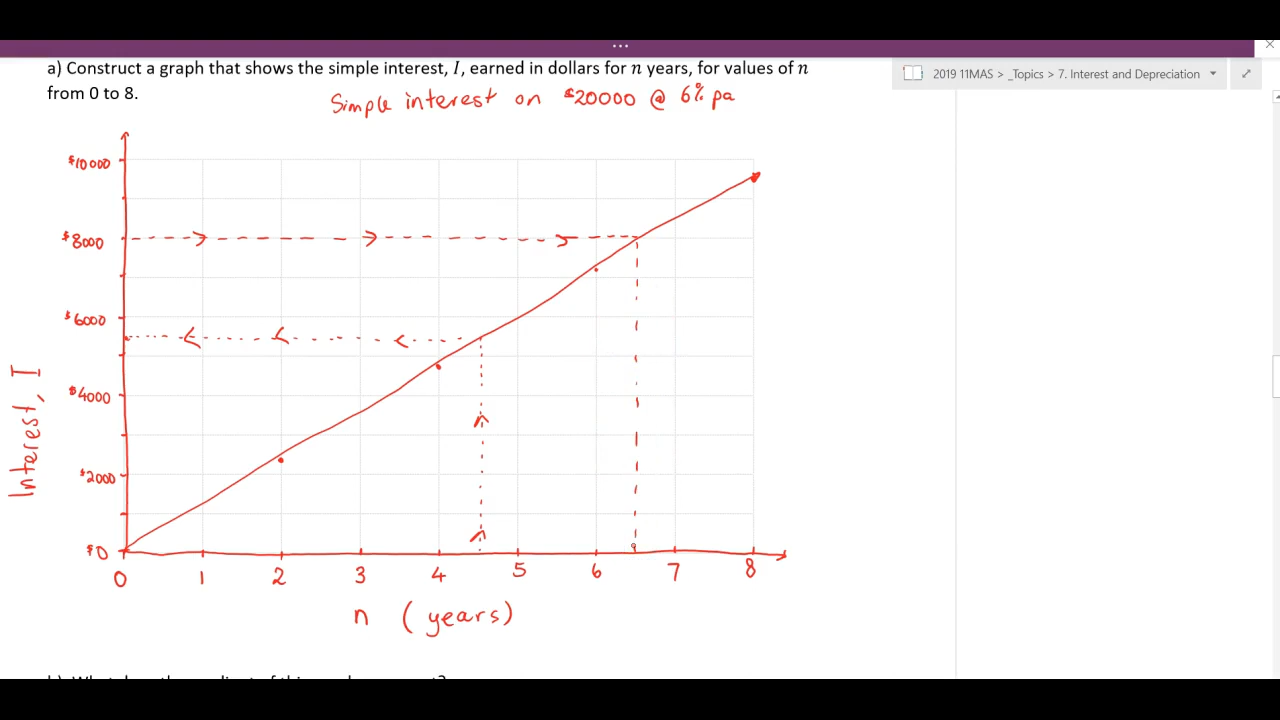 a) Construct a graph that shows the simple interest, I, earned in dollars for n years, for values of n
from 0 to 8.
2019 11MAS > _Topics > 7. Interest and Depreciation
Simple interest on $20000 @ 6% pa
$10000
$8000
$6000
$4000
$2000
$0
Interest, I
0 1 2 3 4 5 6 7 8
n (years)